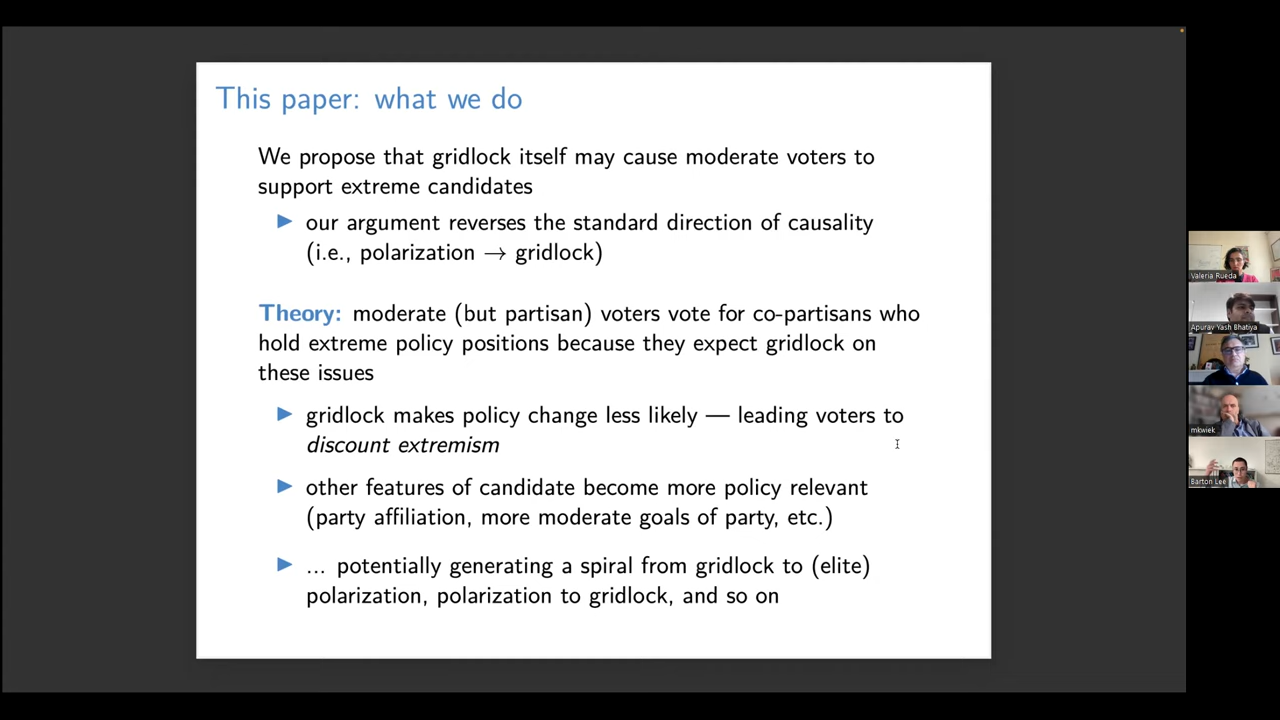 This paper: what we do
We propose that gridlock itself may cause moderate voters to
support extreme candidates
▶ our argument reverses the standard direction of causality
(i.e., polarization → gridlock)
Theory: moderate (but partisan) voters vote for co-partisans who
hold extreme policy positions because they expect gridlock on
these issues
▶ gridlock makes policy change less likely — leading voters to
discount extremism
▶ other features of candidate become more policy relevant
(party affiliation, more moderate goals of party, etc.)
▶ ... potentially generating a spiral from gridlock to (elite)
polarization, polarization to gridlock, and so on
Valeria Rueda
Apurav Yash Bhatiya
mkwiek
Barton Lee